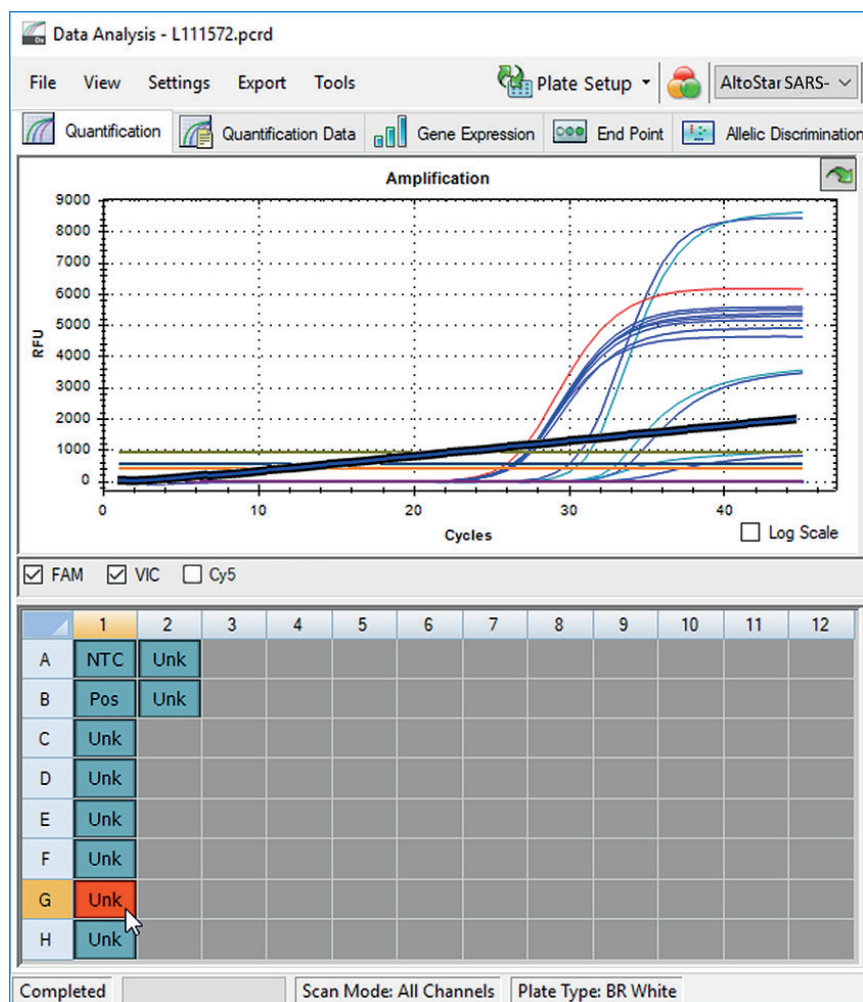 Data Analysis - L111572.pcrd
File View Settings Export Tools Plate Setup AltoStar SARS-
Quantification Quantification Data Gene Expression End Point Allelic Discrimination
Amplification
9000
8000
7000
6000
5000
4000
3000
2000
1000
0
RFU
0 10 20 30 40
Cycles
Log Scale
FAM VIC Cy5
1 2 3 4 5 6 7 8 9 10 11 12
A NTC Unk
B Pos Unk
C Unk
D Unk
E Unk
F Unk
G Unk
H Unk
Completed Scan Mode: All Channels Plate Type: BR White